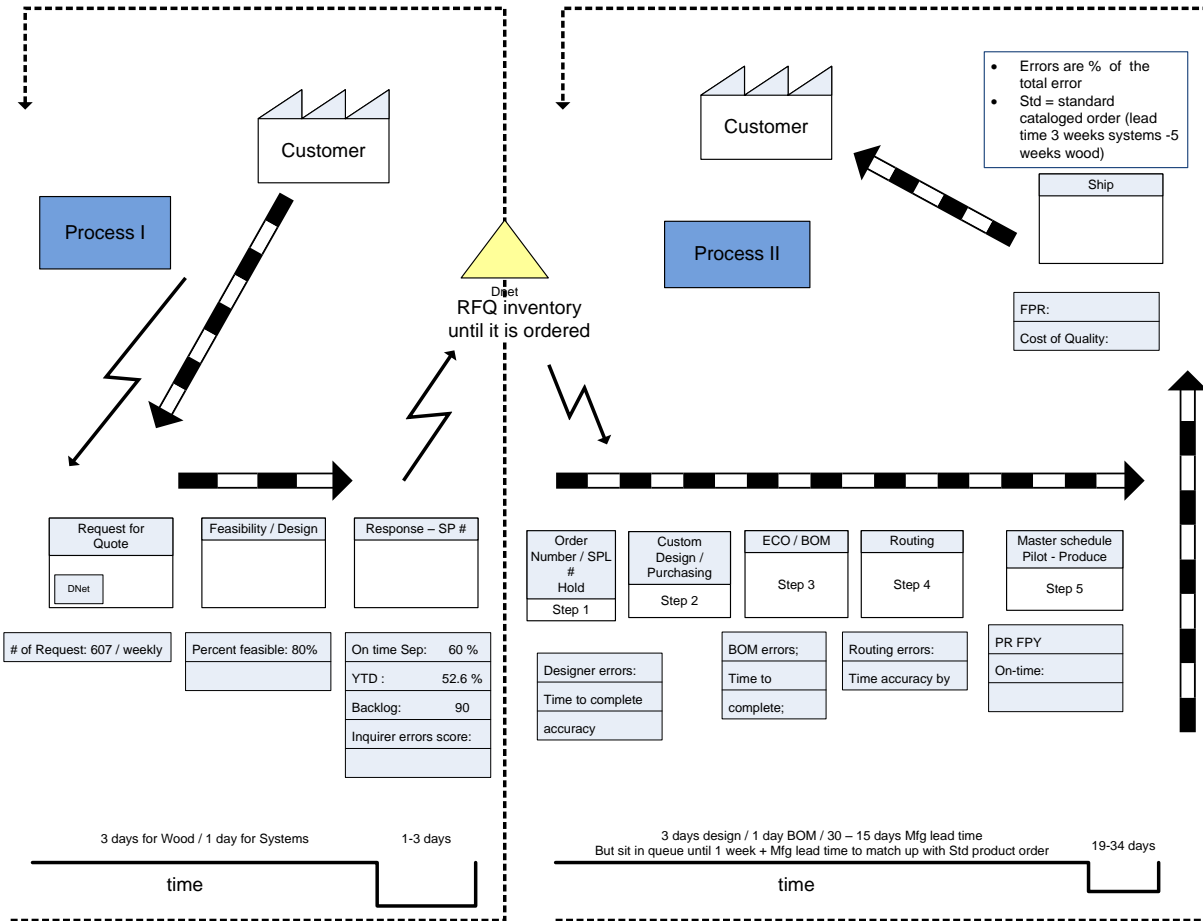 Customer
Process I
Dnet
RFQ inventory
until it is ordered
Request for
Quote
DNet
Feasibility / Design
Response – SP #
# of Request: 607 / weekly
Percent feasible: 80%
On time Sep: 60 %
YTD : 52.6 %
Backlog: 90
Inquirer errors score:
3 days for Wood / 1 day for Systems
1-3 days
time
Customer
• Errors are % of the
total error
• Std = standard
cataloged order (lead
time 3 weeks systems -5
weeks wood)
Ship
Process II
FPR:
Cost of Quality:
Order
Number / SPL
#
Hold
Step 1
Custom
Design /
Purchasing
Step 2
ECO / BOM
Step 3
Routing
Step 4
Master schedule
Pilot - Produce
Step 5
Designer errors:
Time to complete
accuracy
BOM errors;
Time to
complete;
Routing errors:
Time accuracy by
PR FPY
On-time:
3 days design / 1 day BOM / 30 – 15 days Mfg lead time
But sit in queue until 1 week + Mfg lead time to match up with Std product order
19-34 days
time